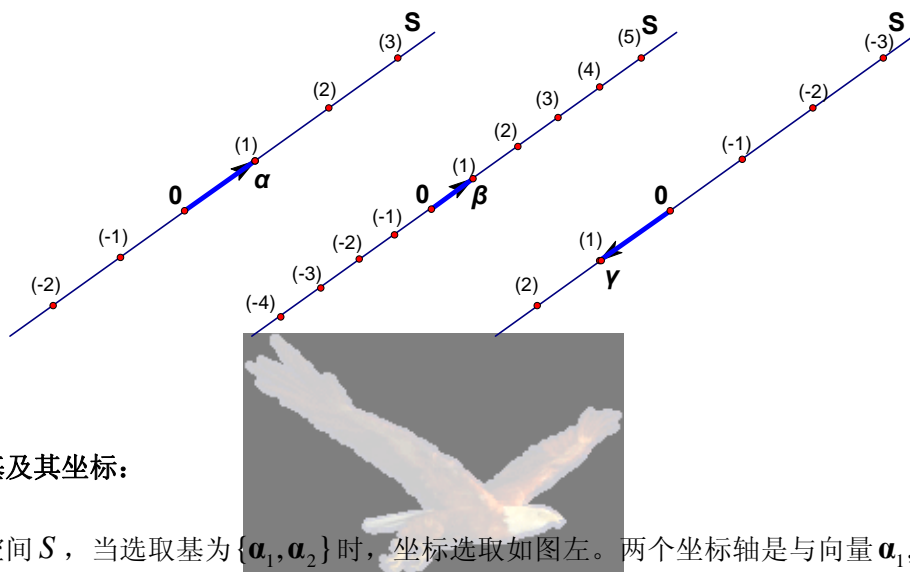 S S S
(3) (5) (-3)
(2) (4) (-2)
(1) (3) (-1)
α (2)
0 (1) 0
β
0
(-1) (-1) (1)
γ
(-2) (-2) (2)
(-3)
(-4)
及其坐标：
间 S ，当选取基为{α₁,α₂}时，坐标选取如图左。两个坐标轴是与向量 α₁,